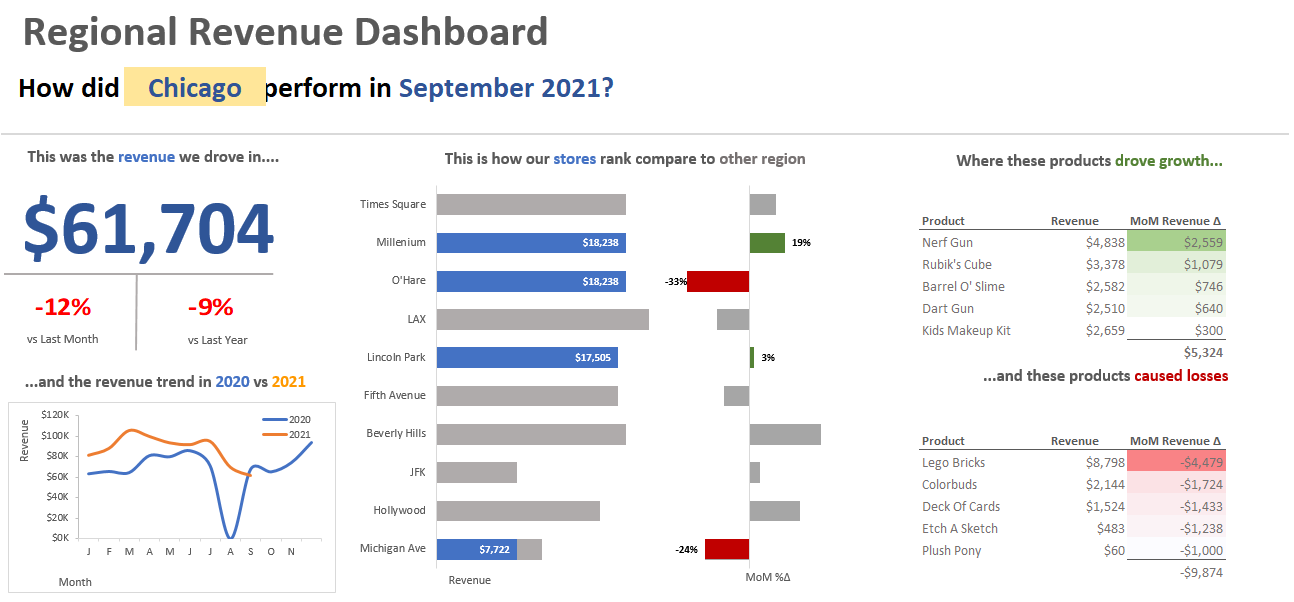 Regional Revenue Dashboard
How did Chicago perform in September 2021?
This was the revenue we drove in....
$61,704
-12%
vs Last Month
-9%
vs Last Year
...and the revenue trend in 2020 vs 2021
Revenue
$120K
$100K
$80K
$60K
$40K
$20K
$0K
2020
2021
J F M A M J J A S O N
Month
This is how our stores rank compare to other region
Times Square
Millenium $18,238 19%
O'Hare $18,238 -33%
LAX
Lincoln Park $17,505 3%
Fifth Avenue
Beverly Hills
JFK
Hollywood
Michigan Ave $7,722 -24%
Revenue MoM %Δ
Where these products drove growth...
Product Revenue MoM Revenue Δ
Nerf Gun $4,838 $2,559
Rubik's Cube $3,378 $1,079
Barrel O' Slime $2,582 $746
Dart Gun $2,510 $640
Kids Makeup Kit $2,659 $300
$5,324
...and these products caused losses
Product Revenue MoM Revenue Δ
Lego Bricks $8,798 -$4,479
Colorbuds $2,144 -$1,724
Deck Of Cards $1,524 -$1,433
Etch A Sketch $483 -$1,238
Plush Pony $60 -$1,000
-$9,874